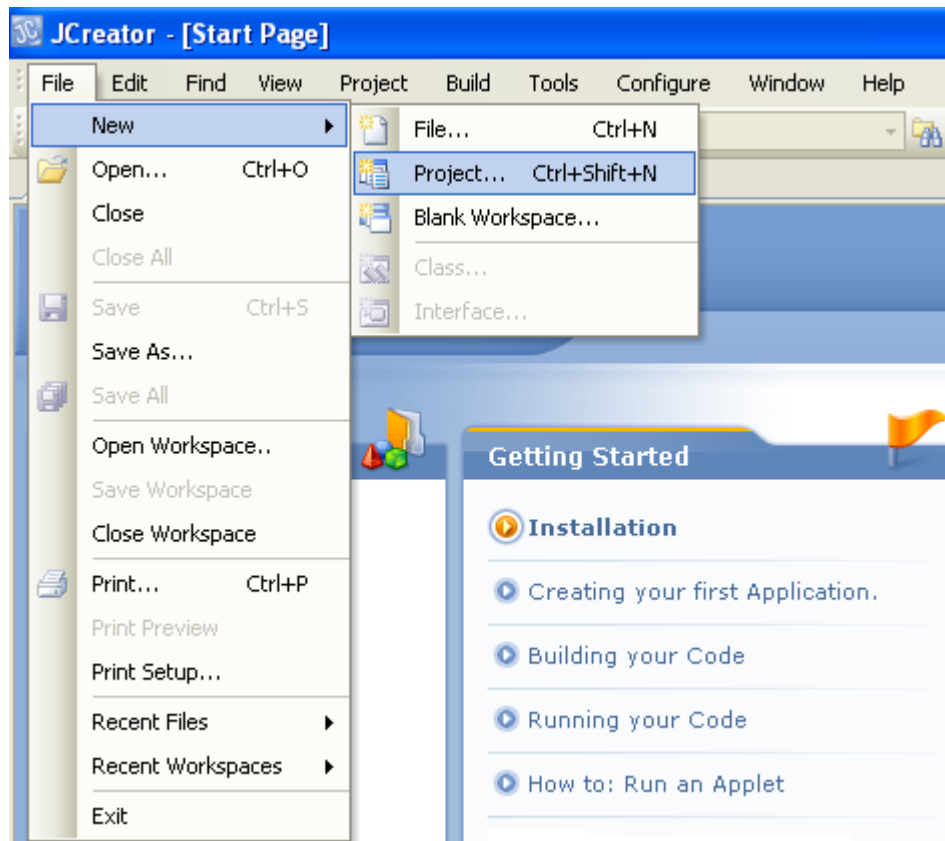 JCreator - [Start Page]
File Edit Find View Project Build Tools Configure Window Help
New
Open... Ctrl+O
Close
Close All
Save Ctrl+S
Save As...
Save All
Open Workspace..
Save Workspace
Close Workspace
Print... Ctrl+P
Print Preview
Print Setup...
Recent Files
Recent Workspaces
Exit
File... Ctrl+N
Project... Ctrl+Shift+N
Blank Workspace...
Class...
Interface...
Getting Started
Installation
Creating your first Application.
Building your Code
Running your Code
How to: Run an Applet